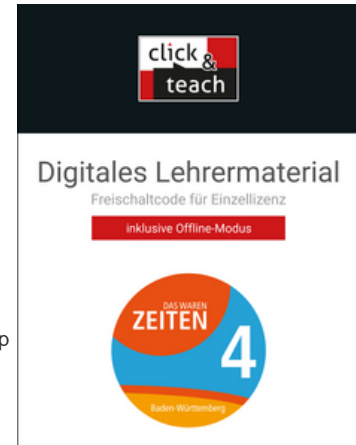 click &
teach
Digitales Lehrermaterial
Freischaltcode für Einzellizenz
inklusive Offline-Modus
DAS WAREN
ZEITEN
4
Baden-Württemberg
p